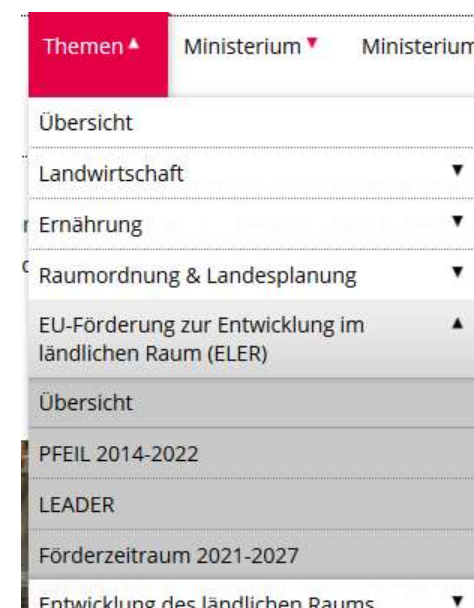 Themen ▲ Ministerium ▼ Ministerium
Übersicht
Landwirtschaft ▼
Ernährung ▼
Raumordnung & Landesplanung ▼
EU-Förderung zur Entwicklung im ▲
ländlichen Raum (ELER)
Übersicht
PFEIL 2014-2022
LEADER
Förderzeitraum 2021-2027
Entwicklung des ländlichen Raums ▼